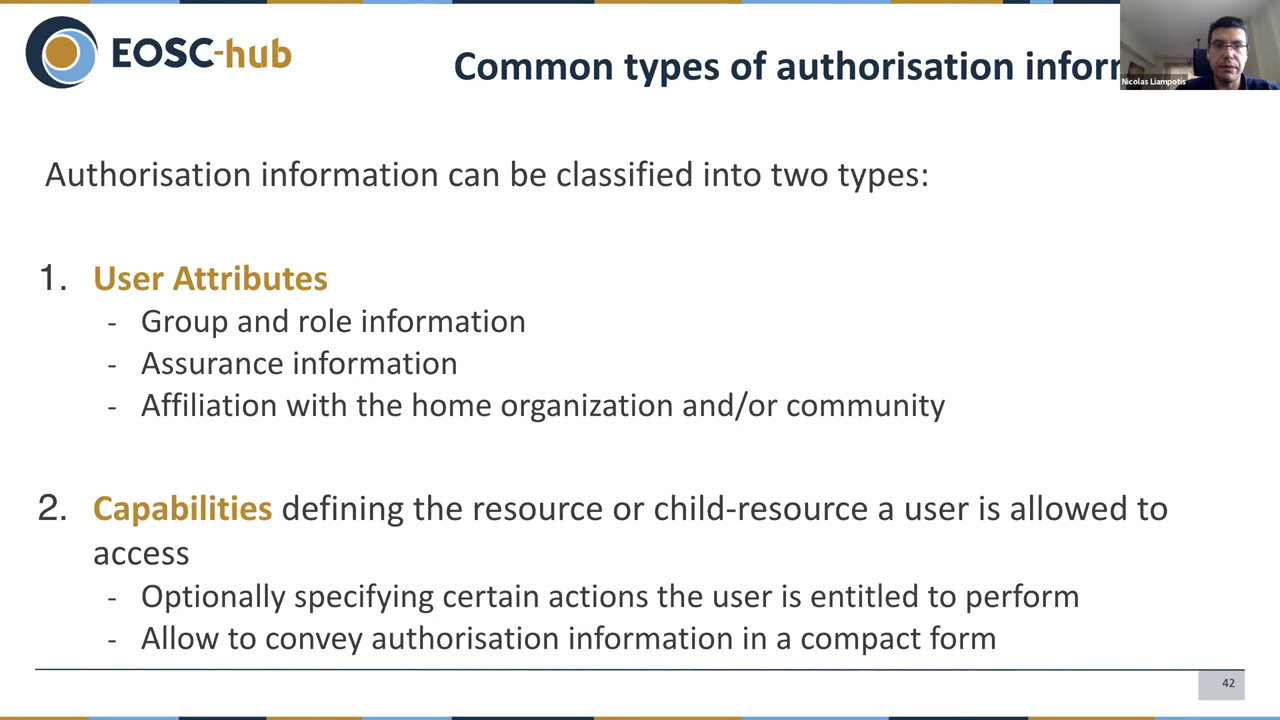 EOSC-hub
Common types of authorisation inform
Nicolas Liampotis
Authorisation information can be classified into two types:
1. User Attributes
- Group and role information
- Assurance information
- Affiliation with the home organization and/or community
2. Capabilities defining the resource or child-resource a user is allowed to
access
- Optionally specifying certain actions the user is entitled to perform
- Allow to convey authorisation information in a compact form
42